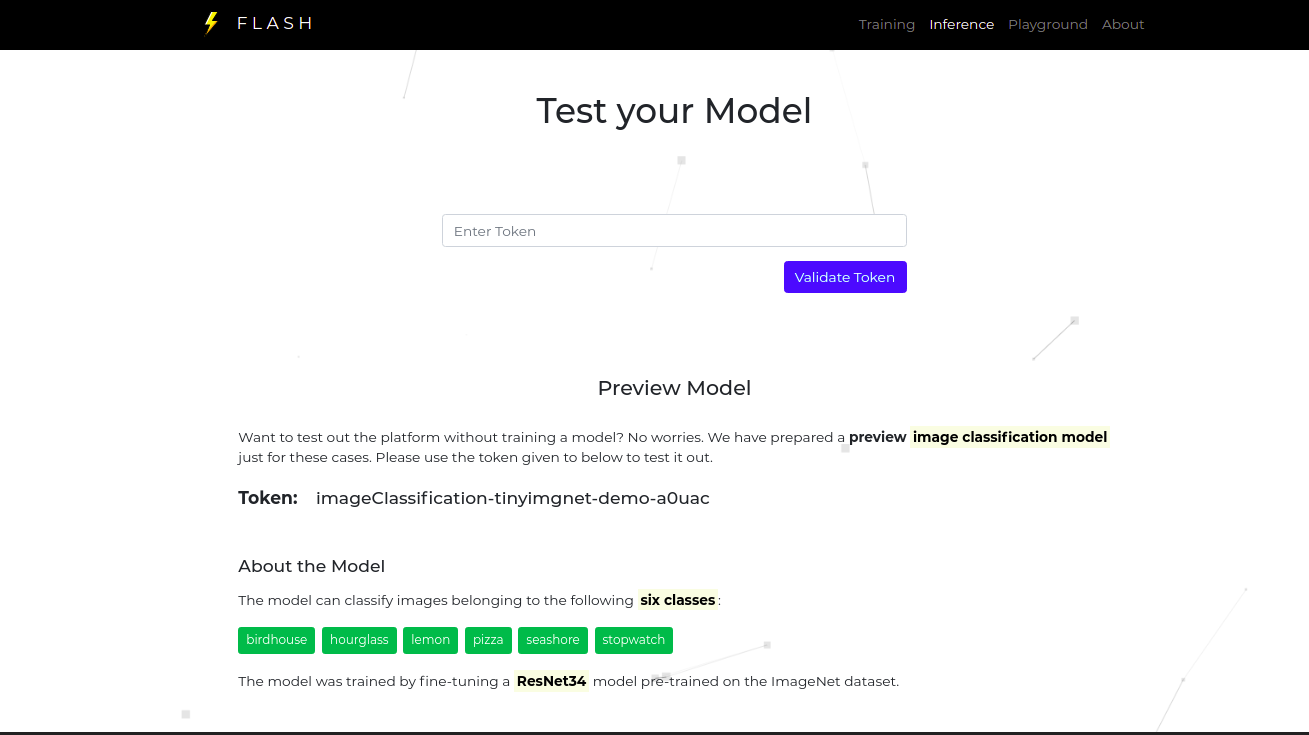 FLASH
Training Inference Playground About
Test your Model
Enter Token
Validate Token
Preview Model
Want to test out the platform without training a model? No worries. We have prepared a preview image classification model
just for these cases. Please use the token given to below to test it out.
Token: imageClassification-tinyimgnet-demo-a0uac
About the Model
The model can classify images belonging to the following six classes:
birdhouse hourglass lemon pizza seashore stopwatch
The model was trained by fine-tuning a ResNet34 model pre-trained on the ImageNet dataset.